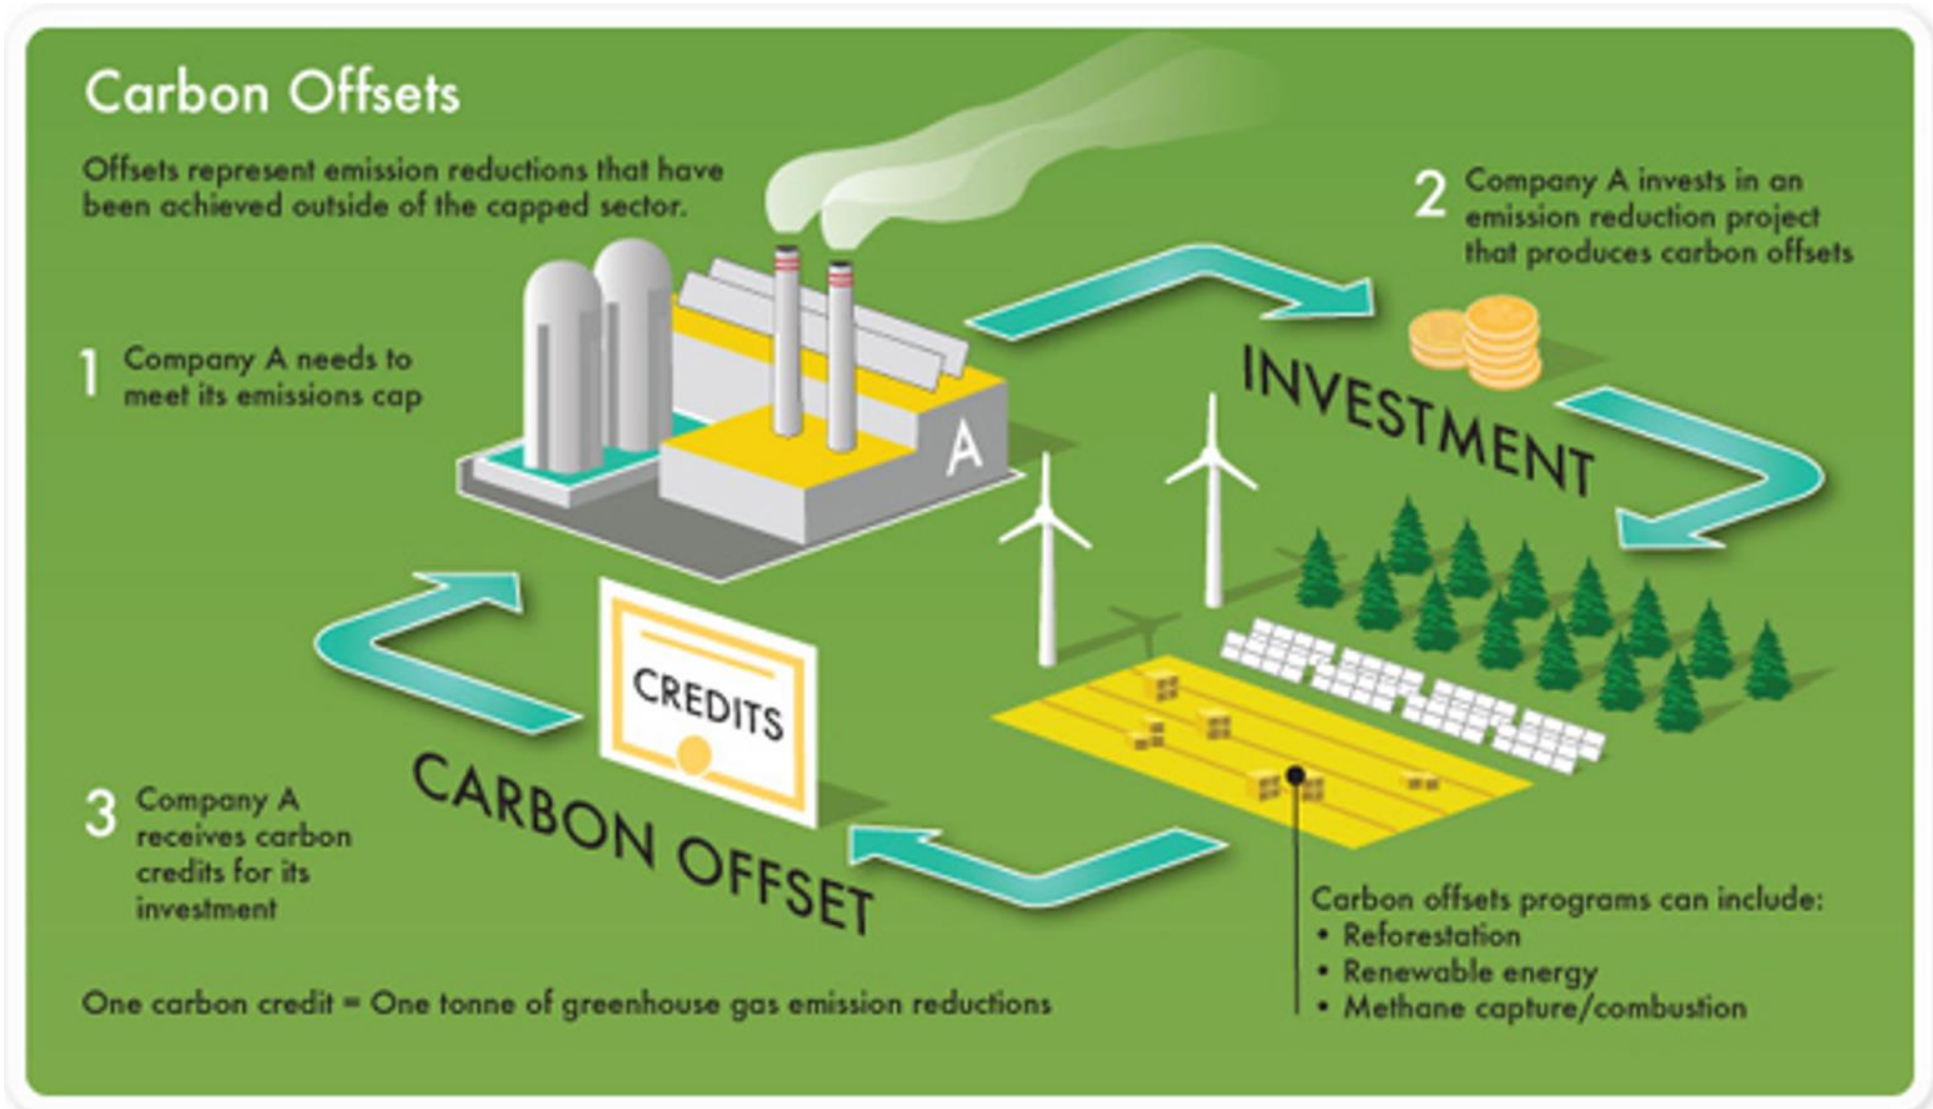 Carbon Offsets
Offsets represent emission reductions that have
been achieved outside of the capped sector.
1
Company A needs to
meet its emissions cap
A
2
Company A invests in an
emission reduction project
that produces carbon offsets
INVESTMENT
CREDITS
CARBON OFFSET
3
Company A
receives carbon
credits for its
investment
Carbon offsets programs can include:
• Reforestation
• Renewable energy
• Methane capture/combustion
One carbon credit = One tonne of greenhouse gas emission reductions